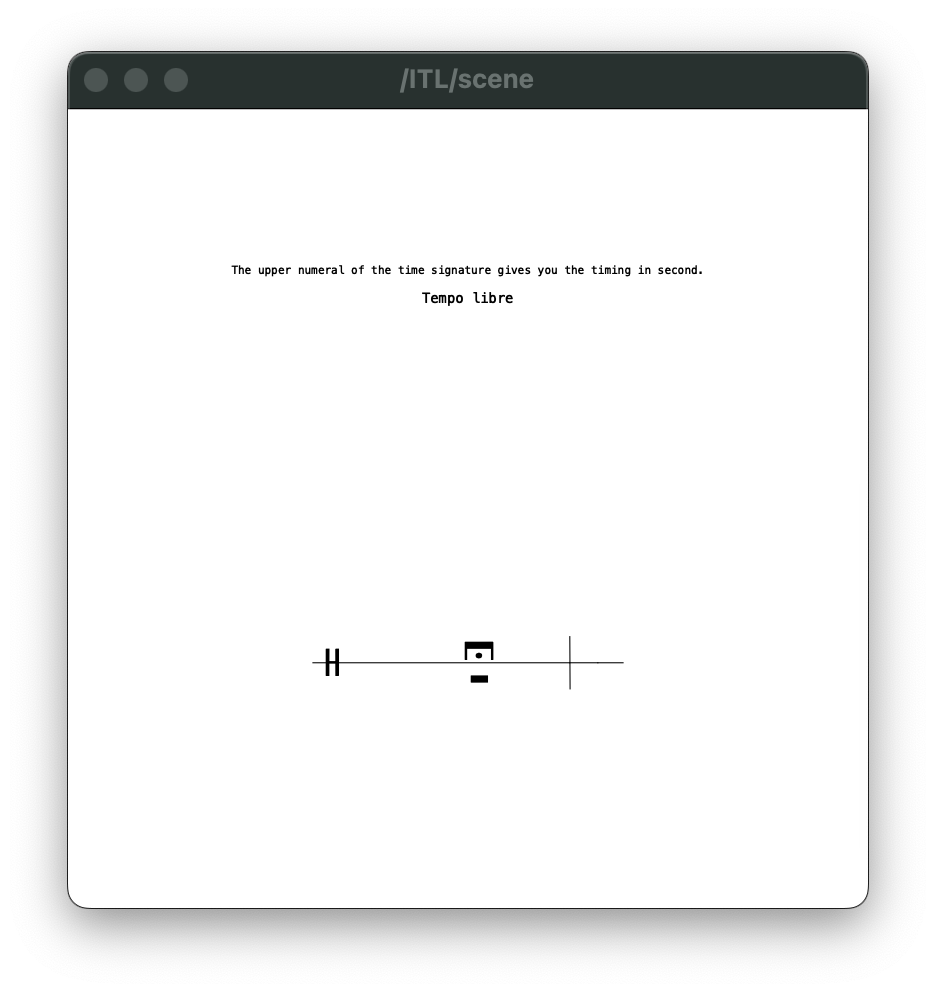 /ITL/scene
The upper numeral of the time signature gives you the timing in second.
Tempo libre